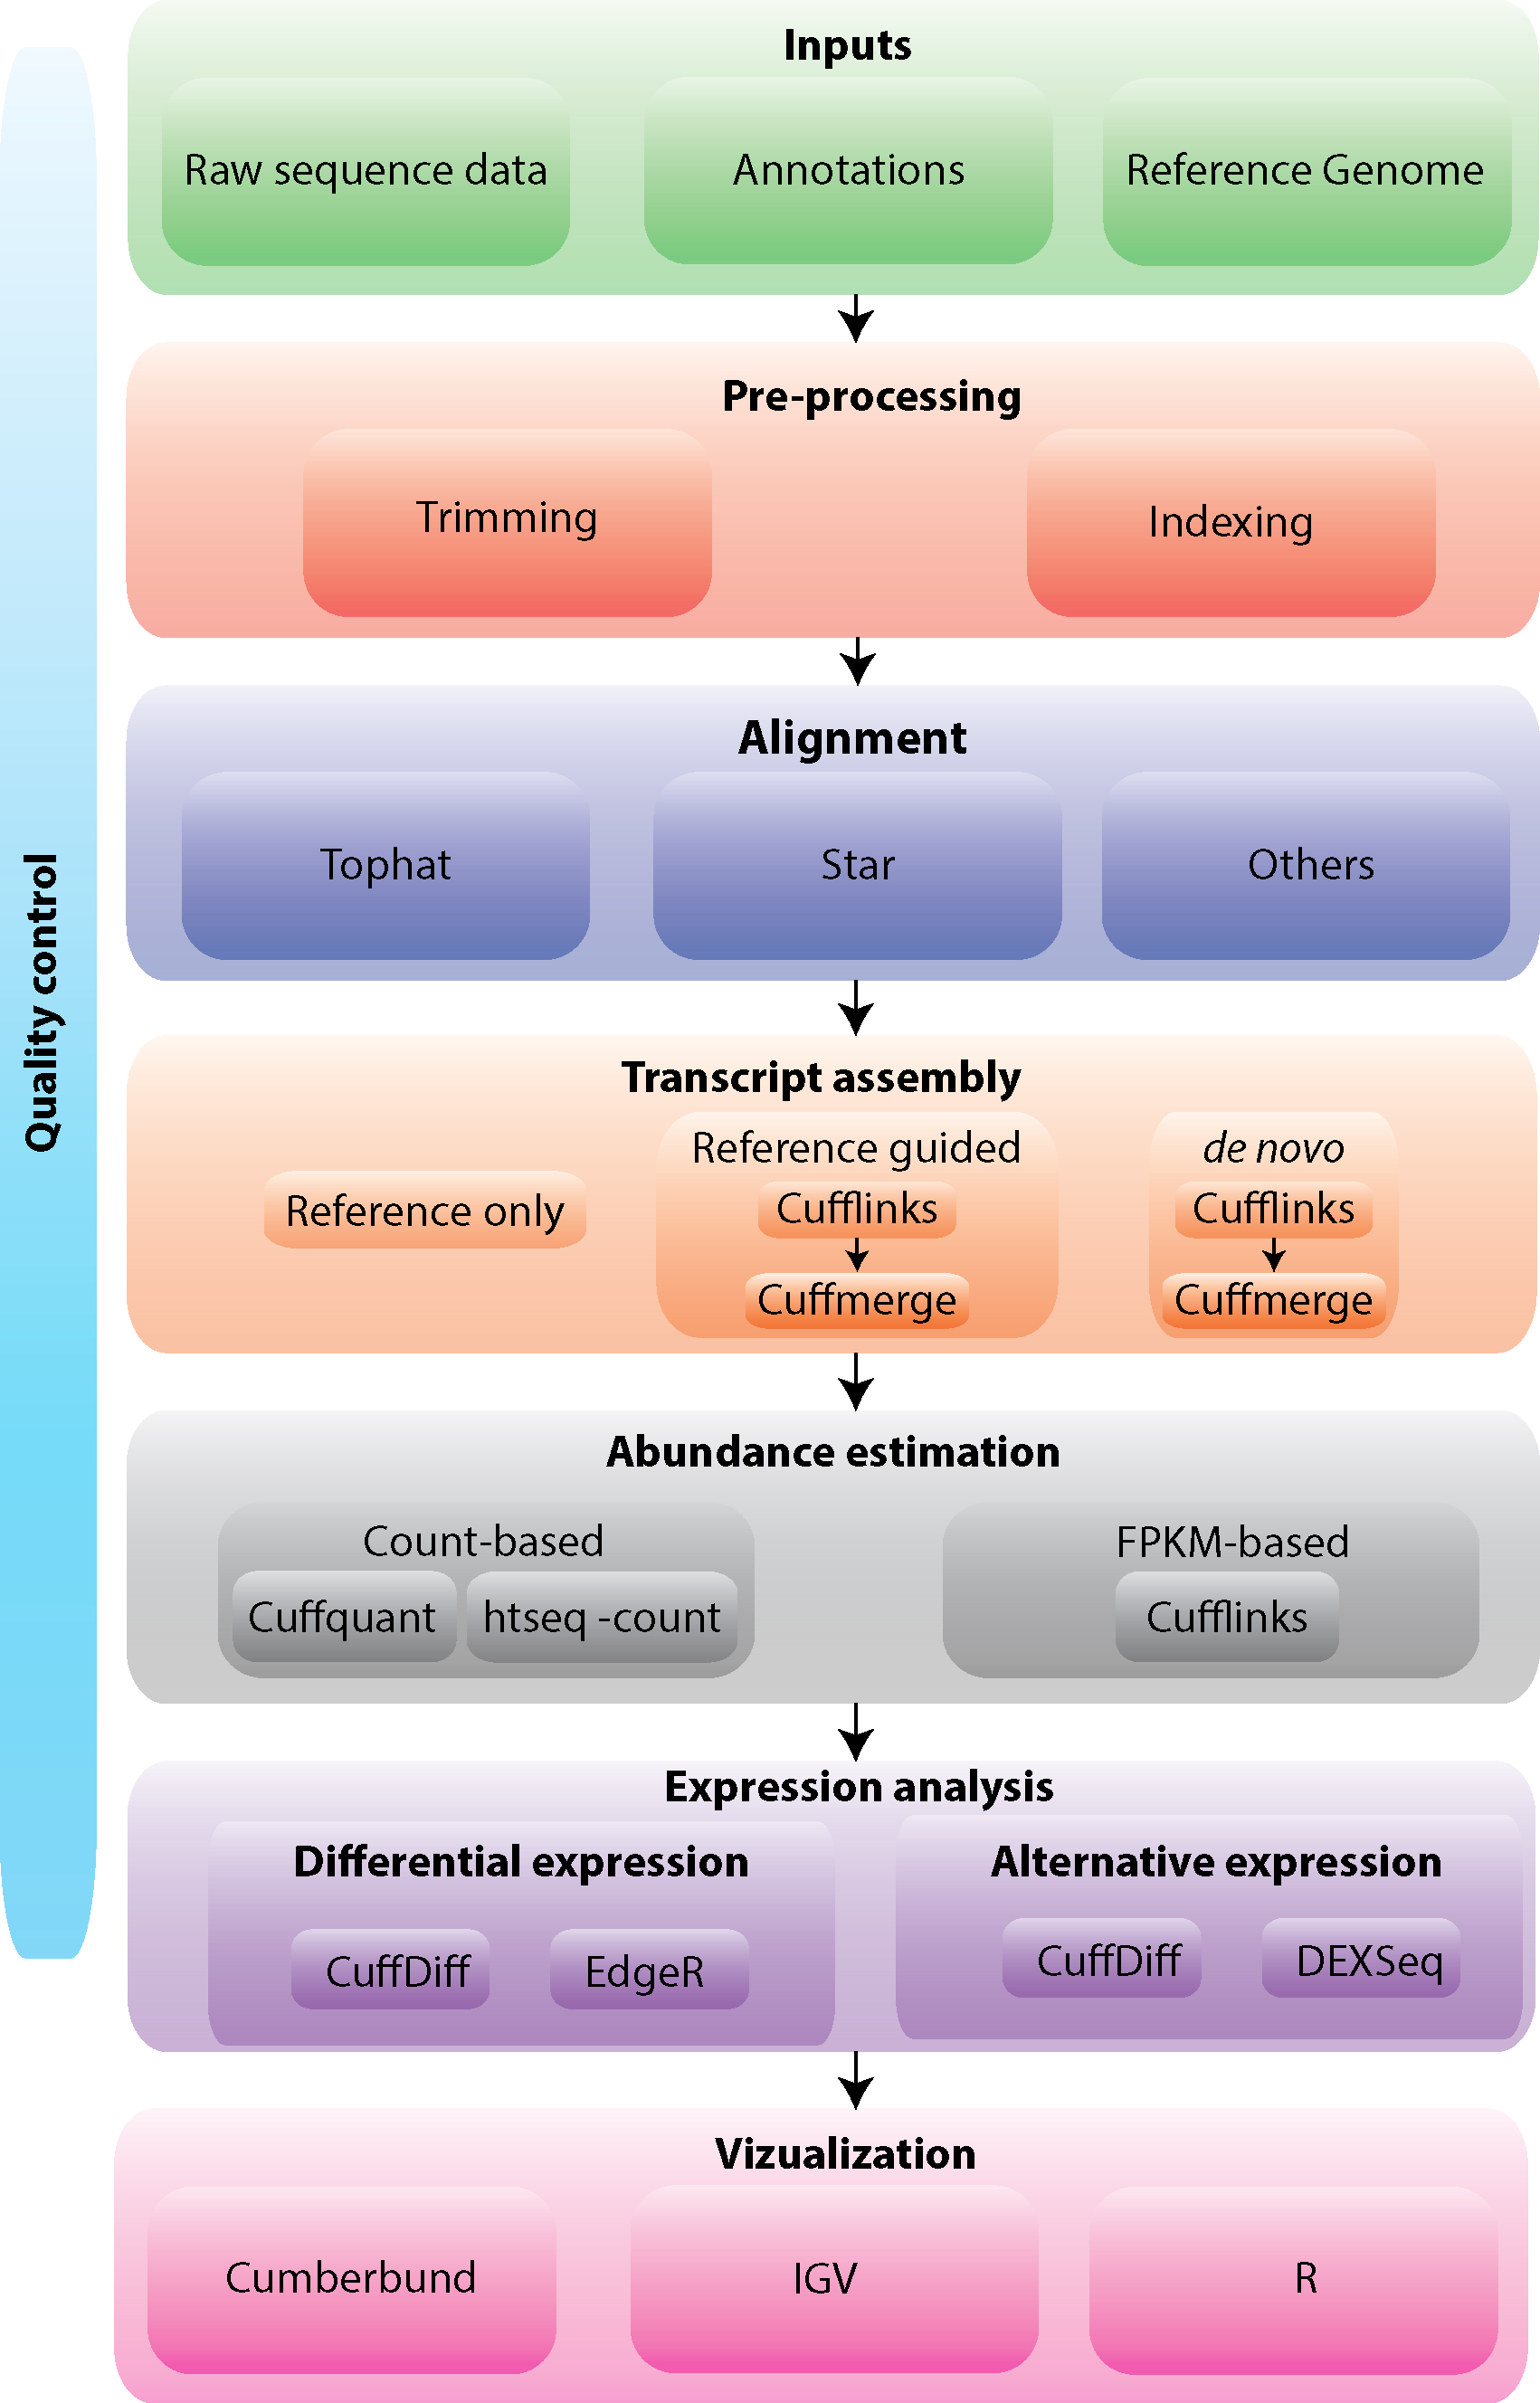 Quality control
Inputs
Raw sequence data
Annotations
Reference Genome
Pre-processing
Trimming
Indexing
Alignment
Tophat
Star
Others
Transcript assembly
Reference only
Reference guided
Cufflinks
Cuffmerge
de novo
Cufflinks
Cuffmerge
Abundance estimation
Count-based
Cuffquant
htseq -count
FPKM-based
Cufflinks
Expression analysis
Differential expression
CuffDiff
EdgeR
Alternative expression
CuffDiff
DEXSeq
Vizualization
Cumberbund
IGV
R